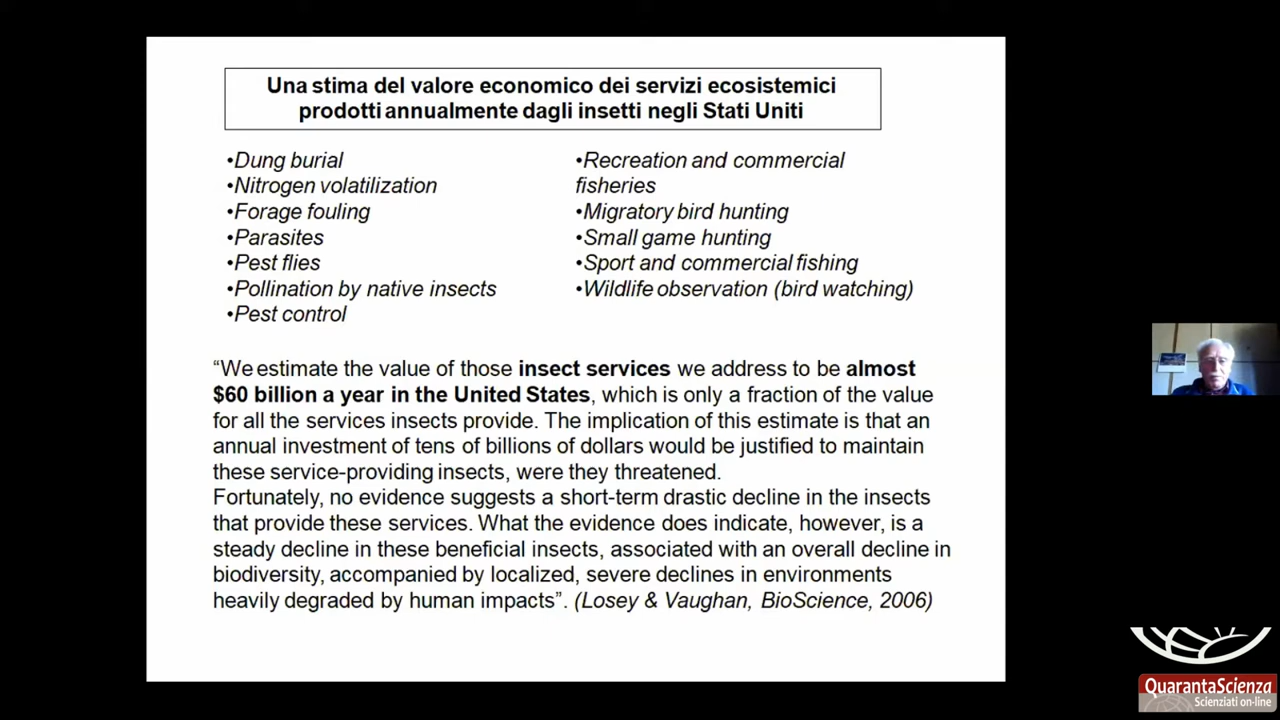 Una stima del valore economico dei servizi ecosistemici
prodotti annualmente dagli insetti negli Stati Uniti
•Dung burial
•Nitrogen volatilization
•Forage fouling
•Parasites
•Pest flies
•Pollination by native insects
•Pest control
•Recreation and commercial
fisheries
•Migratory bird hunting
•Small game hunting
•Sport and commercial fishing
•Wildlife observation (bird watching)
“We estimate the value of those insect services we address to be almost
$60 billion a year in the United States, which is only a fraction of the value
for all the services insects provide. The implication of this estimate is that an
annual investment of tens of billions of dollars would be justified to maintain
these service-providing insects, were they threatened.
Fortunately, no evidence suggests a short-term drastic decline in the insects
that provide these services. What the evidence does indicate, however, is a
steady decline in these beneficial insects, associated with an overall decline in
biodiversity, accompanied by localized, severe declines in environments
heavily degraded by human impacts”. (Losey & Vaughan, BioScience, 2006)
QuarantaScienza
Scienziati on-line